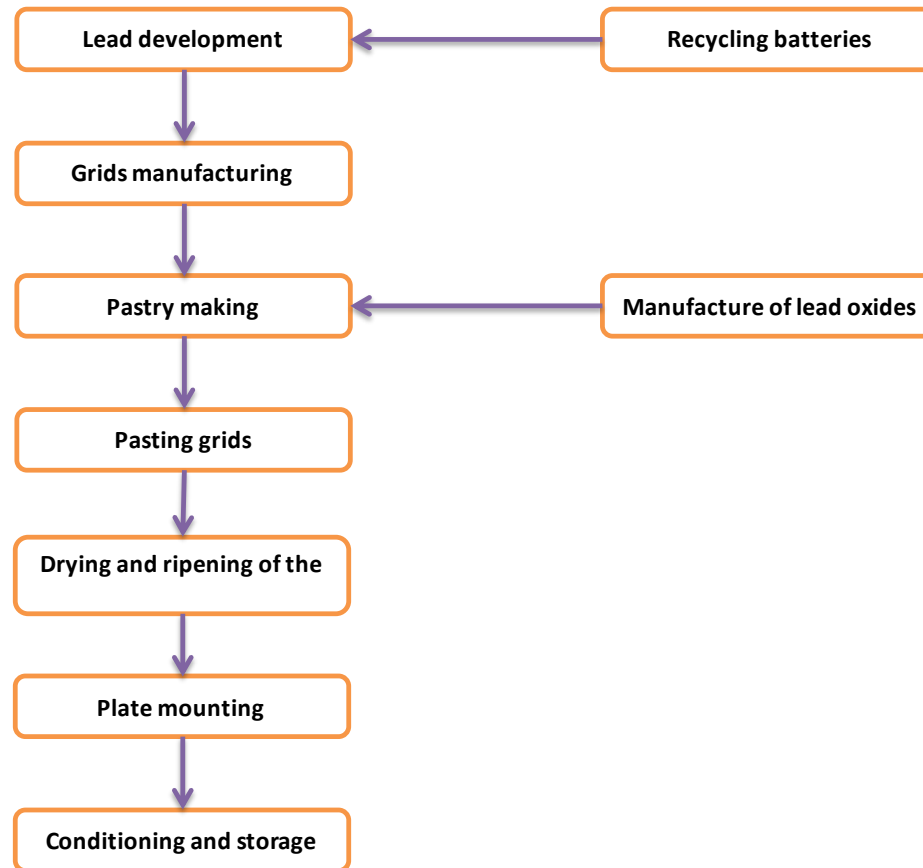 Lead development
Recycling batteries
Grids manufacturing
Pastry making
Manufacture of lead oxides
Pasting grids
Drying and ripening of the
Plate mounting
Conditioning and storage